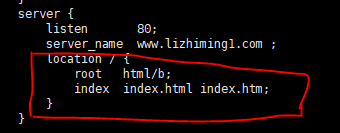 }
server {
    listen       80;
    server_name  www.lizhiming1.com ;
    location / {
        root   html/b;
        index  index.html index.htm;
    }
}